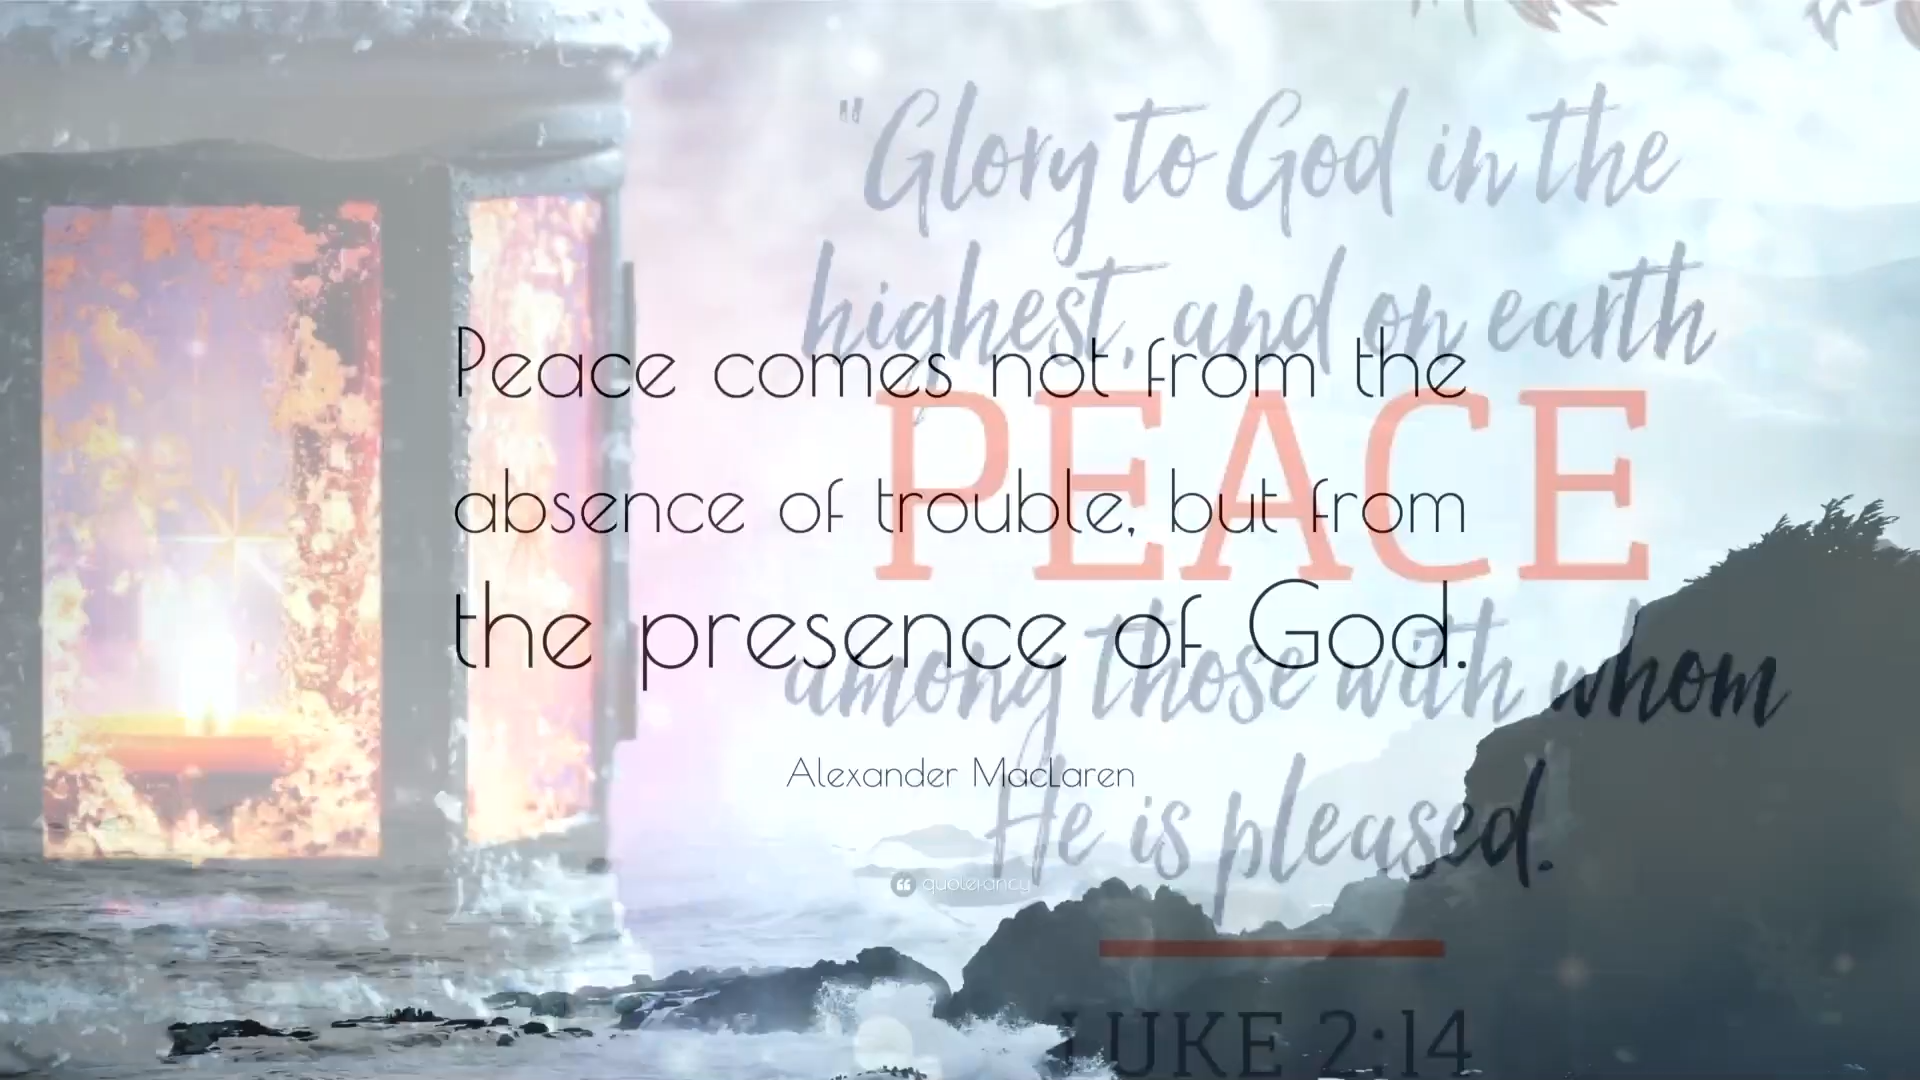 "Glory to God in the
highest, and on earth
PEACE
among those with whom
He is pleased.
LUKE 2:14
Peace comes not from the
absence of trouble, but from
the presence of God.
Alexander MacLaren
quotefancy